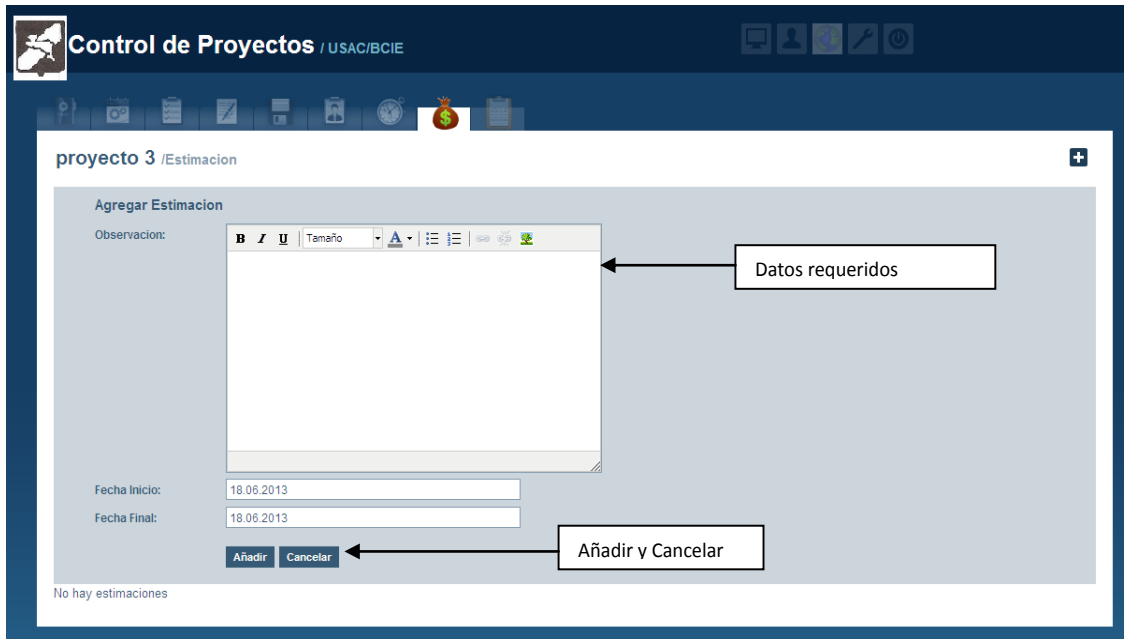 Control de Proyectos / USAC/BCIE
proyecto 3 /Estimacion
Agregar Estimacion
Observacion:
B I U Tamaño A
Datos requeridos
Fecha Inicio: 18.06.2013
Fecha Final: 18.06.2013
Añadir Cancelar
Añadir y Cancelar
No hay estimaciones